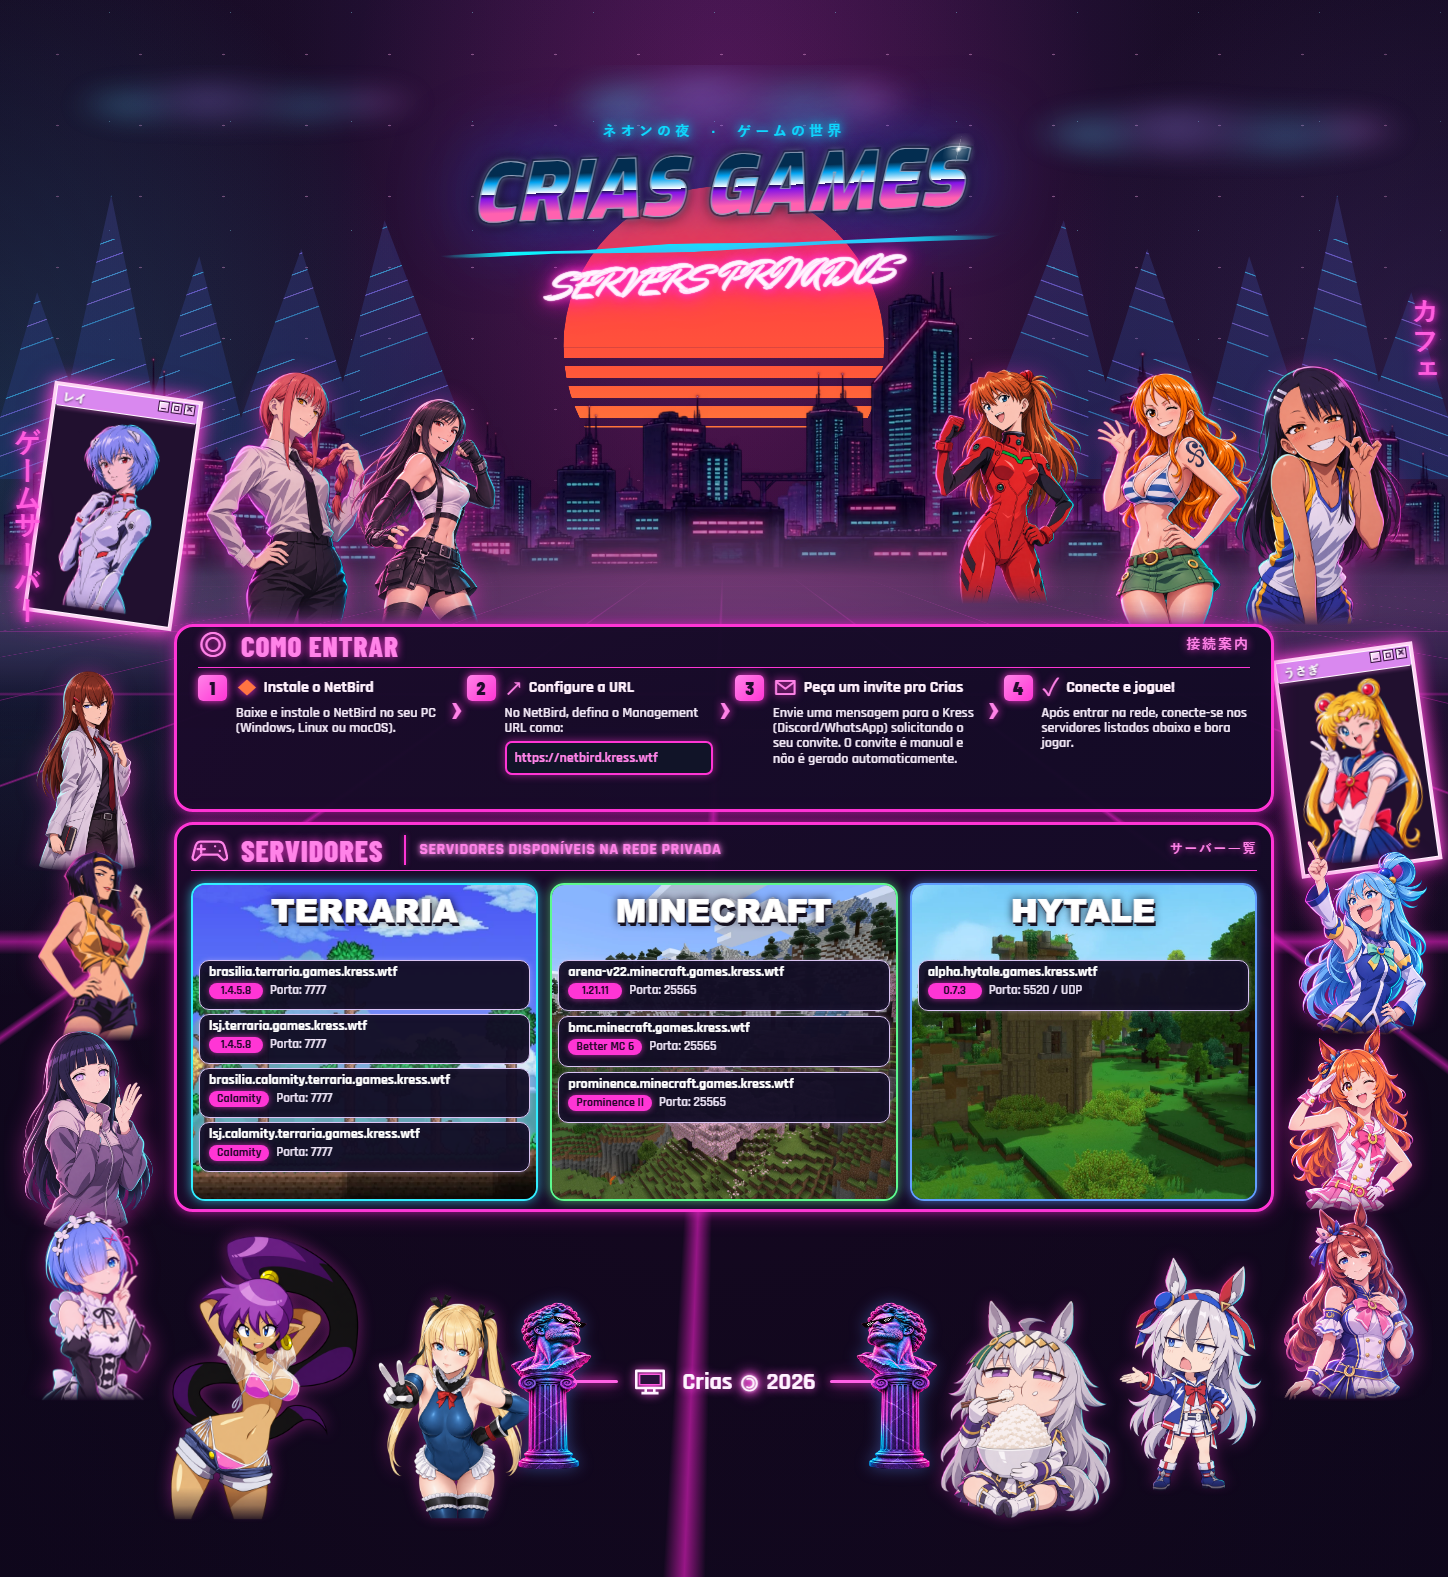 ネオンの夜 · ゲームの世界
CRIAS GAMES
SERVERS PRIVADOS
カフェ
レイ
ゲームサーバー
COMO ENTRAR
接続案内
1
Instale o NetBird
Baixe e instale o NetBird no seu PC
(Windows, Linux ou macOS).
2
Configure a URL
No NetBird, defina o Management
URL como:
https://netbird.kress.wtf
3
Peça um invite pro Crias
Envie uma mensagem para o Kress
(Discord/WhatsApp) solicitando o
seu convite. O convite é manual e
não é gerado automaticamente.
4
Conecte e jogue!
Após entrar na rede, conecte-se nos
servidores listados abaixo e bora
jogar.
うさぎ
SERVIDORES
SERVIDORES DISPONÍVEIS NA REDE PRIVADA
サーバー一覧
TERRARIA
brasilia.terraria.games.kress.wtf
1.4.5.8 Porta: 7777
lsj.terraria.games.kress.wtf
1.4.5.8 Porta: 7777
brasilia.calamity.terraria.games.kress.wtf
Calamity Porta: 7777
lsj.calamity.terraria.games.kress.wtf
Calamity Porta: 7777
MINECRAFT
arena-v22.minecraft.games.kress.wtf
1.21.11 Porta: 25565
bmc.minecraft.games.kress.wtf
Better MC 6 Porta: 25565
prominence.minecraft.games.kress.wtf
Prominence II Porta: 25565
HYTALE
alpha.hytale.games.kress.wtf
0.7.3 Porta: 5520 / UDP
Crias 2026